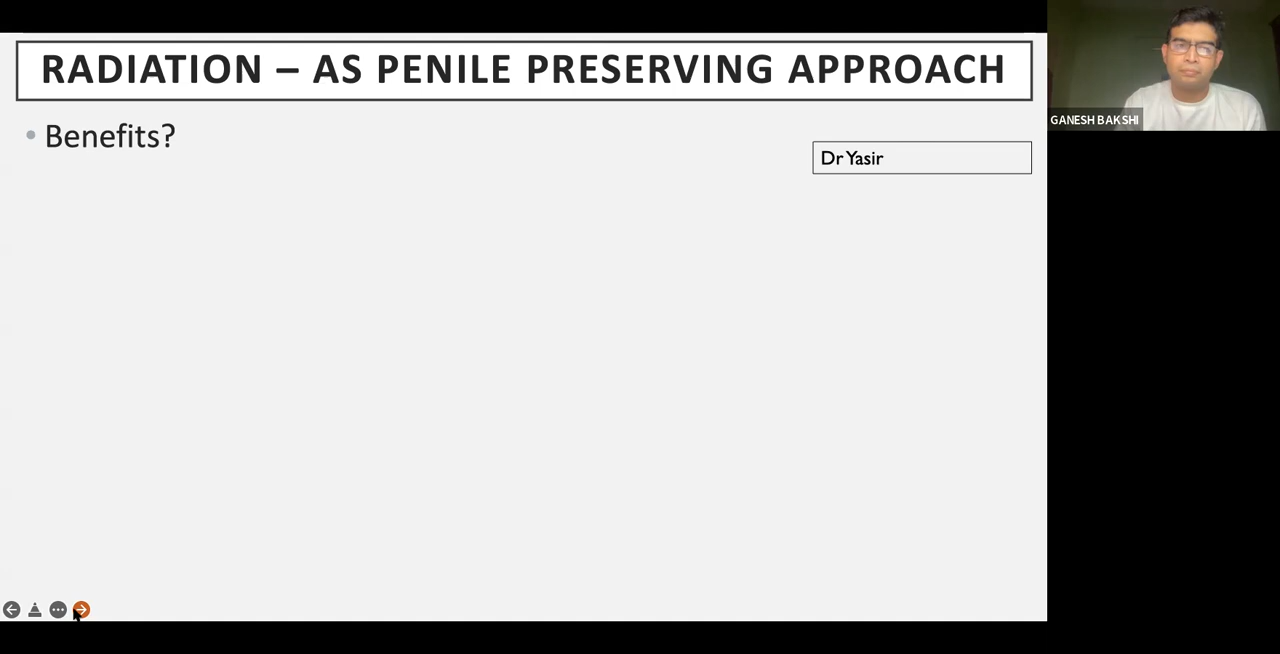 RADIATION – AS PENILE PRESERVING APPROACH
• Benefits?
Dr Yasir
GANESH BAKSHI